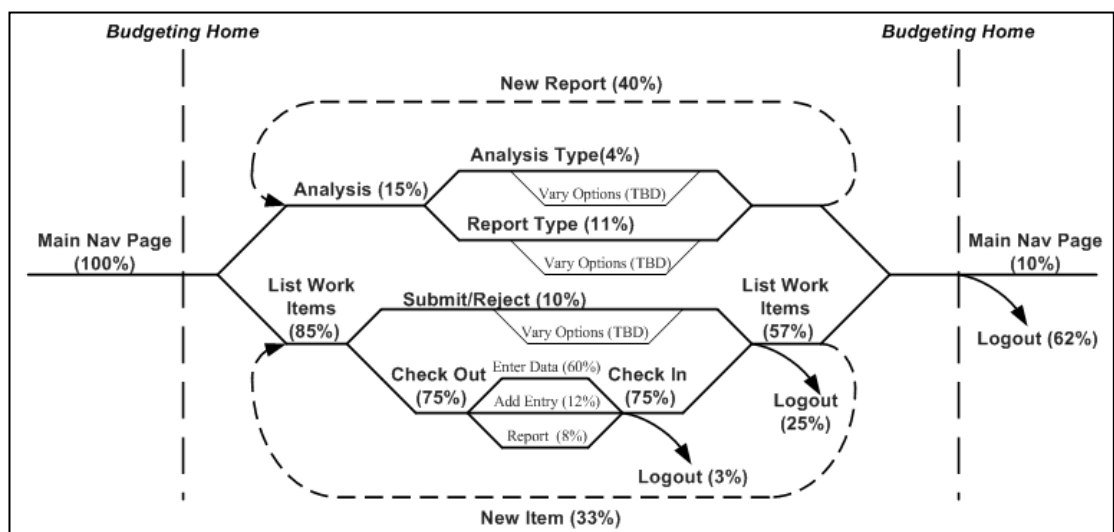 Budgeting Home
Budgeting Home
New Report (40%)
Analysis Type(4%)
Vary Options (TBD)
Analysis (15%)
Report Type (11%)
Vary Options (TBD)
Main Nav Page
(100%)
Main Nav Page
(10%)
List Work
Items
(85%)
Submit/Reject (10%)
Vary Options (TBD)
List Work
Items
(57%)
Logout (62%)
Check Out
(75%)
Enter Data (60%)
Add Entry (12%)
Report (8%)
Check In
(75%)
Logout
(25%)
Logout (3%)
New Item (33%)